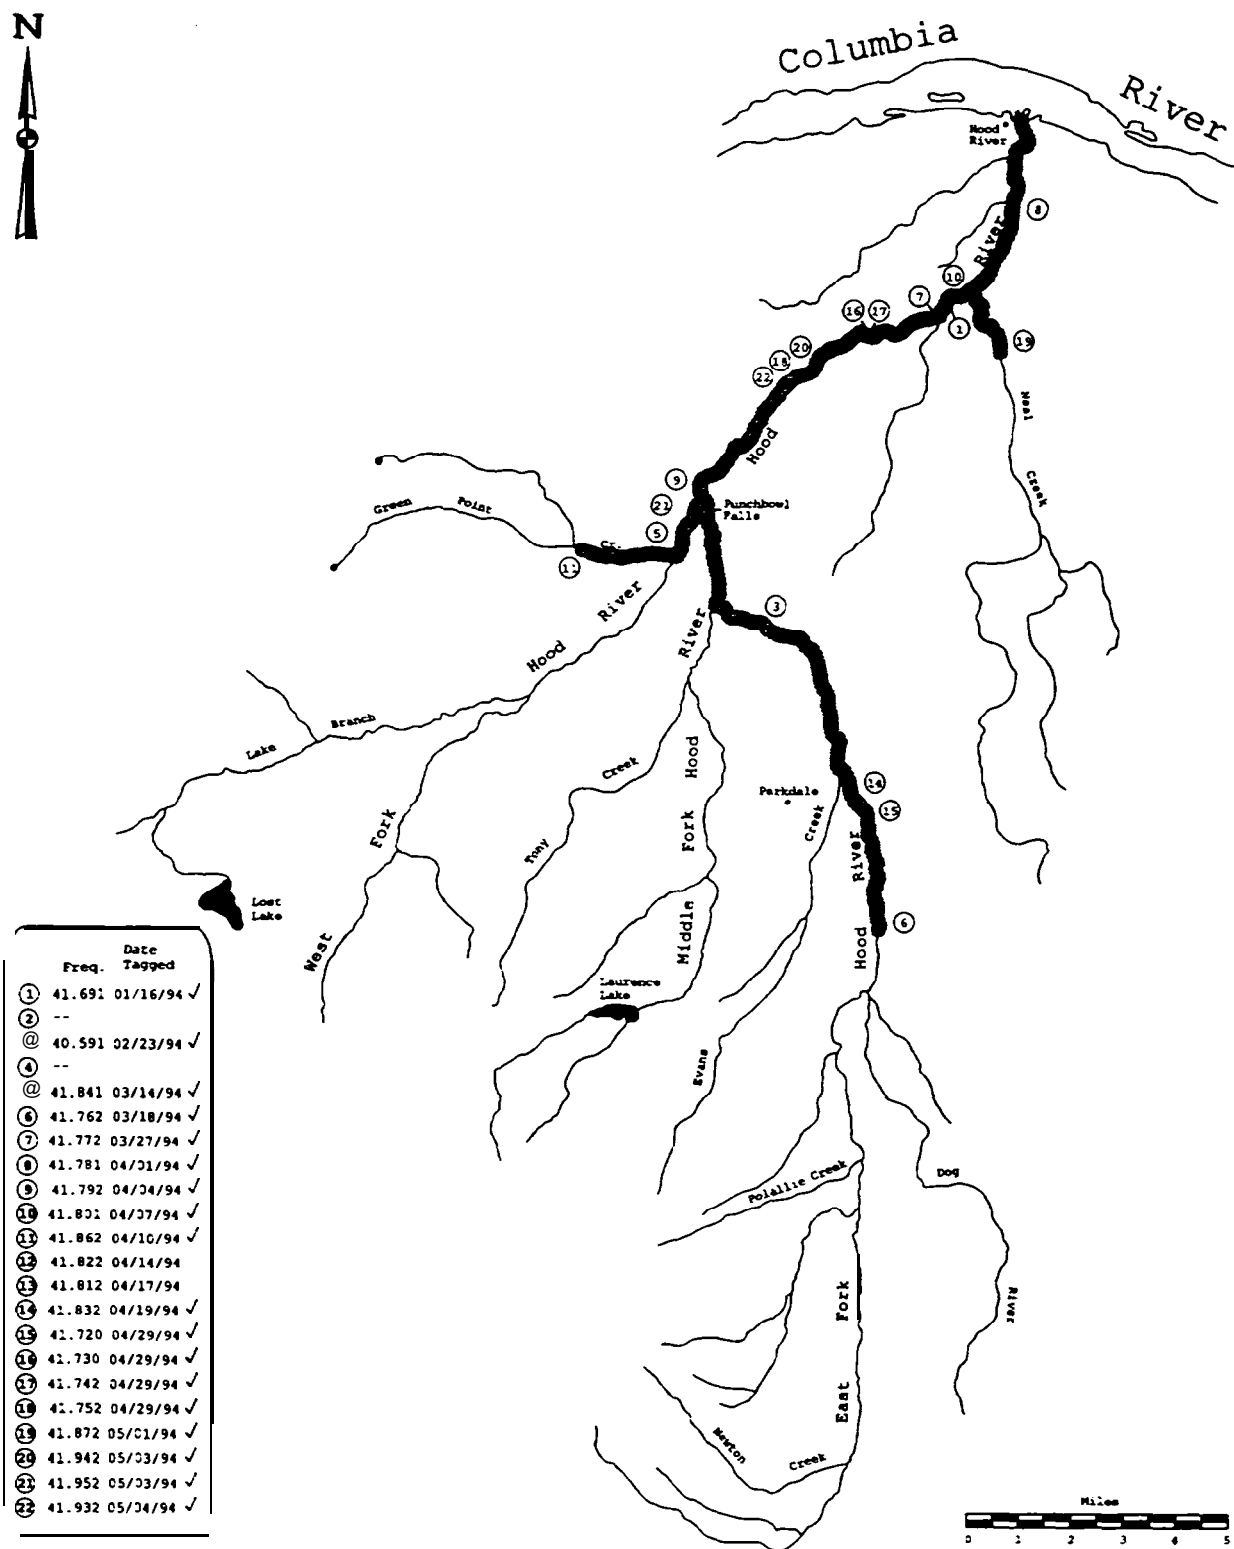 N
Columbia
River
Hood
River
8
River
10
7
1
16
17
19
20
18
22
Neal
Hood
Creek
9
21
Punchbowl
Falls
5
Green Point Cr.
11
River
3
River
Hood
Branch
Lake
Hood
Creek
14
Parkdale
15
Creek
Fork
Fork
River
Tony
Lost
Lake
6
West
Middle
Hood
Laurence
Lake
Evans
Polallie Creek
Dog
River
Fork
East
Newton
Creek
Miles
0 1 2 3 4 5
Date
Freq. Tagged
1 41.691 01/16/94 ✓
2 --
@ 40.591 02/23/94 ✓
4 --
@ 41.841 03/14/94 ✓
6 41.762 03/18/94 ✓
7 41.772 03/27/94 ✓
8 41.781 04/01/94 ✓
9 41.792 04/04/94 ✓
10 41.801 04/07/94 ✓
11 41.862 04/10/94 ✓
12 41.822 04/14/94
13 41.812 04/17/94
14 41.832 04/19/94 ✓
15 41.720 04/29/94 ✓
16 41.730 04/29/94 ✓
17 41.742 04/29/94 ✓
18 41.752 04/29/94 ✓
19 41.872 05/01/94 ✓
20 41.942 05/03/94 ✓
21 41.952 05/03/94 ✓
22 41.932 05/04/94 ✓